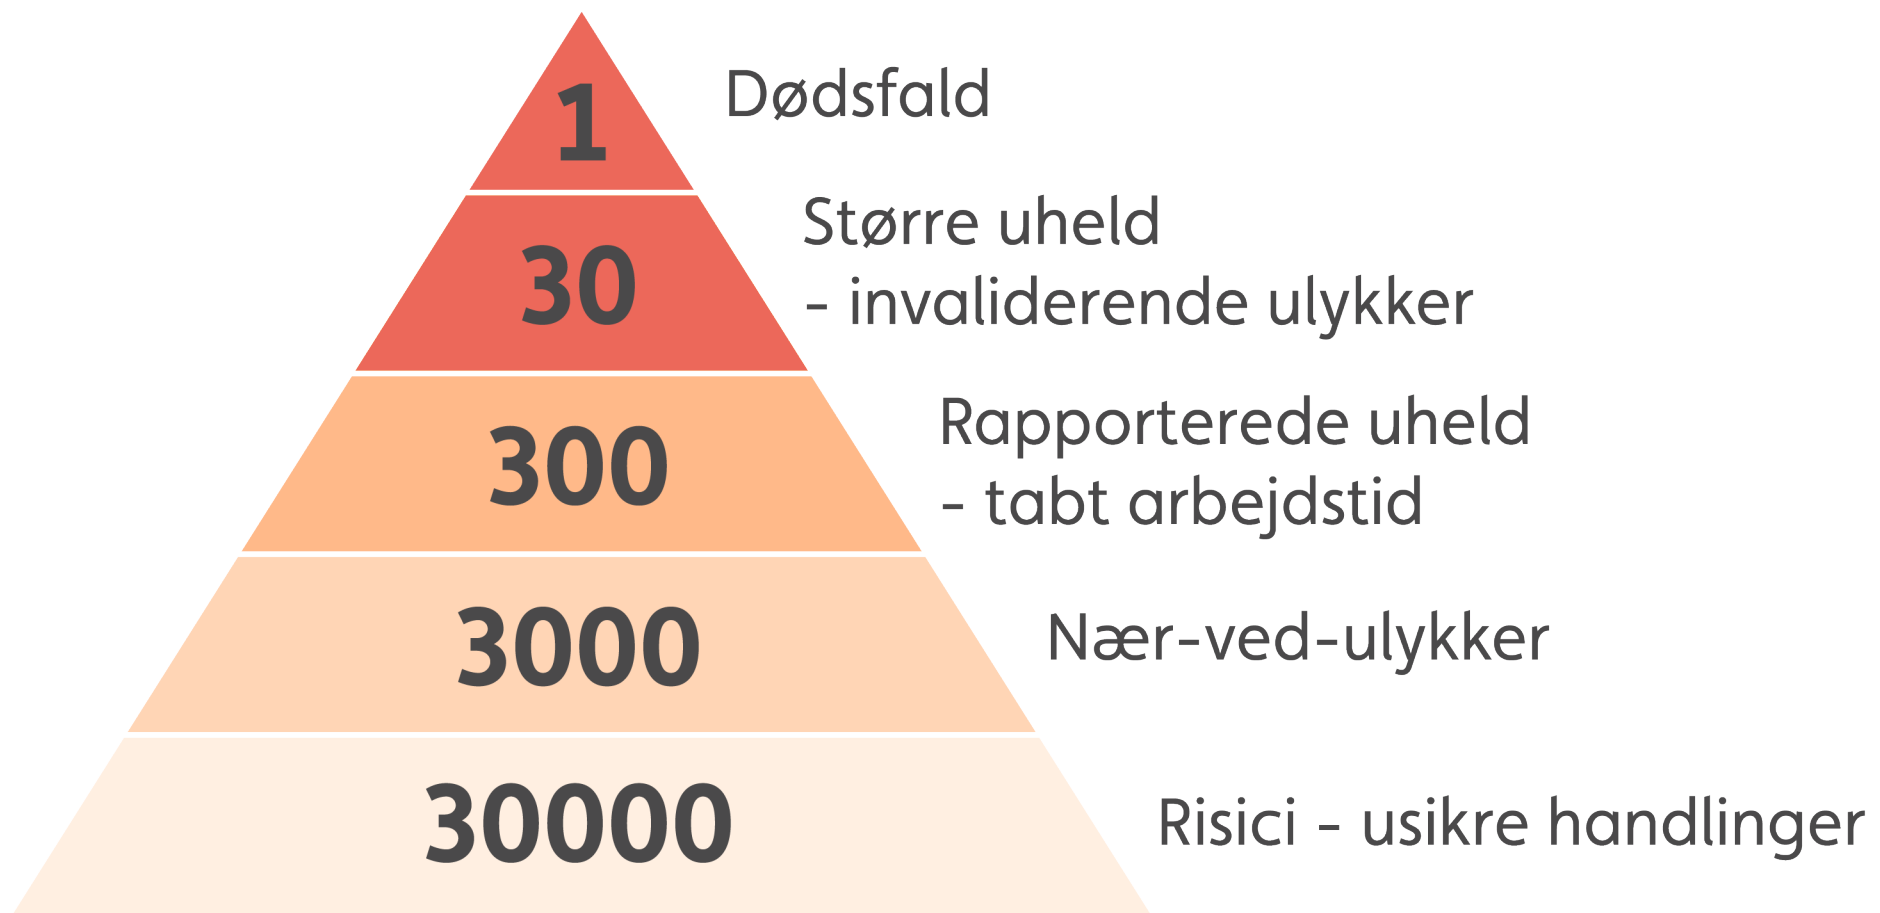 1
Dødsfald
30
Større uheld
- invaliderende ulykker
300
Rapporterede uheld
- tabt arbejdstid
3000
Nær-ved-ulykker
30000
Risici - usikre handlinger